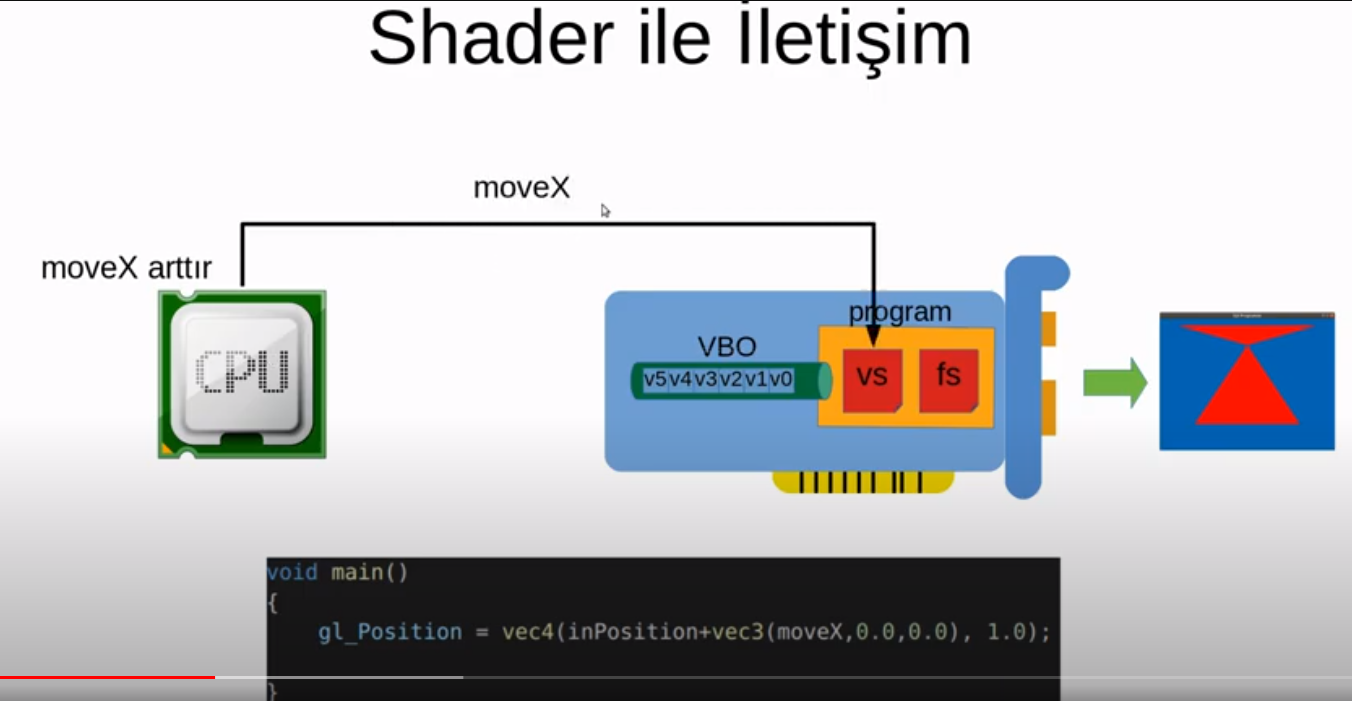 Shader ile İletişim
moveX
moveX arttır
CPU
program
VBO
v5 v4 v3 v2 v1 v0
vs
fs
void main()
{
gl_Position = vec4(inPosition+vec3(moveX,0.0,0.0), 1.0);
}